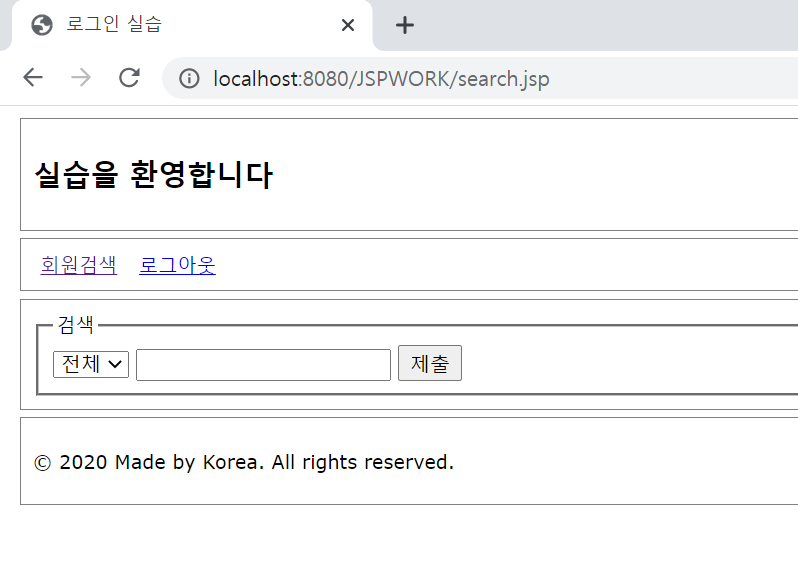 로그인 실습
localhost:8080/JSPWORK/search.jsp
실습을 환영합니다
회원검색 로그아웃
검색
전체 제출
© 2020 Made by Korea. All rights reserved.